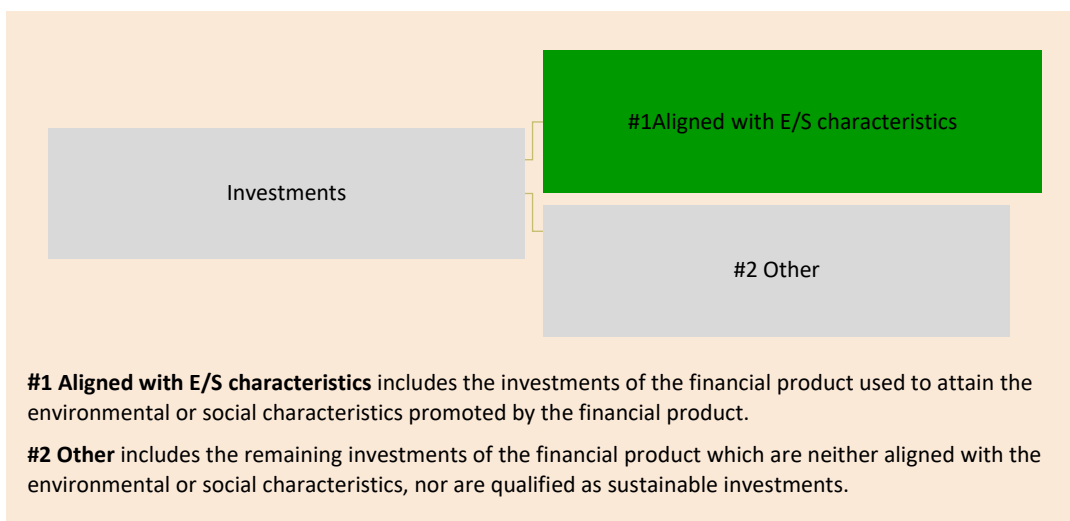 #1Aligned with E/S characteristics
Investments
#2 Other
#1 Aligned with E/S characteristics includes the investments of the financial product used to attain the
environmental or social characteristics promoted by the financial product.
#2 Other includes the remaining investments of the financial product which are neither aligned with the
environmental or social characteristics, nor are qualified as sustainable investments.